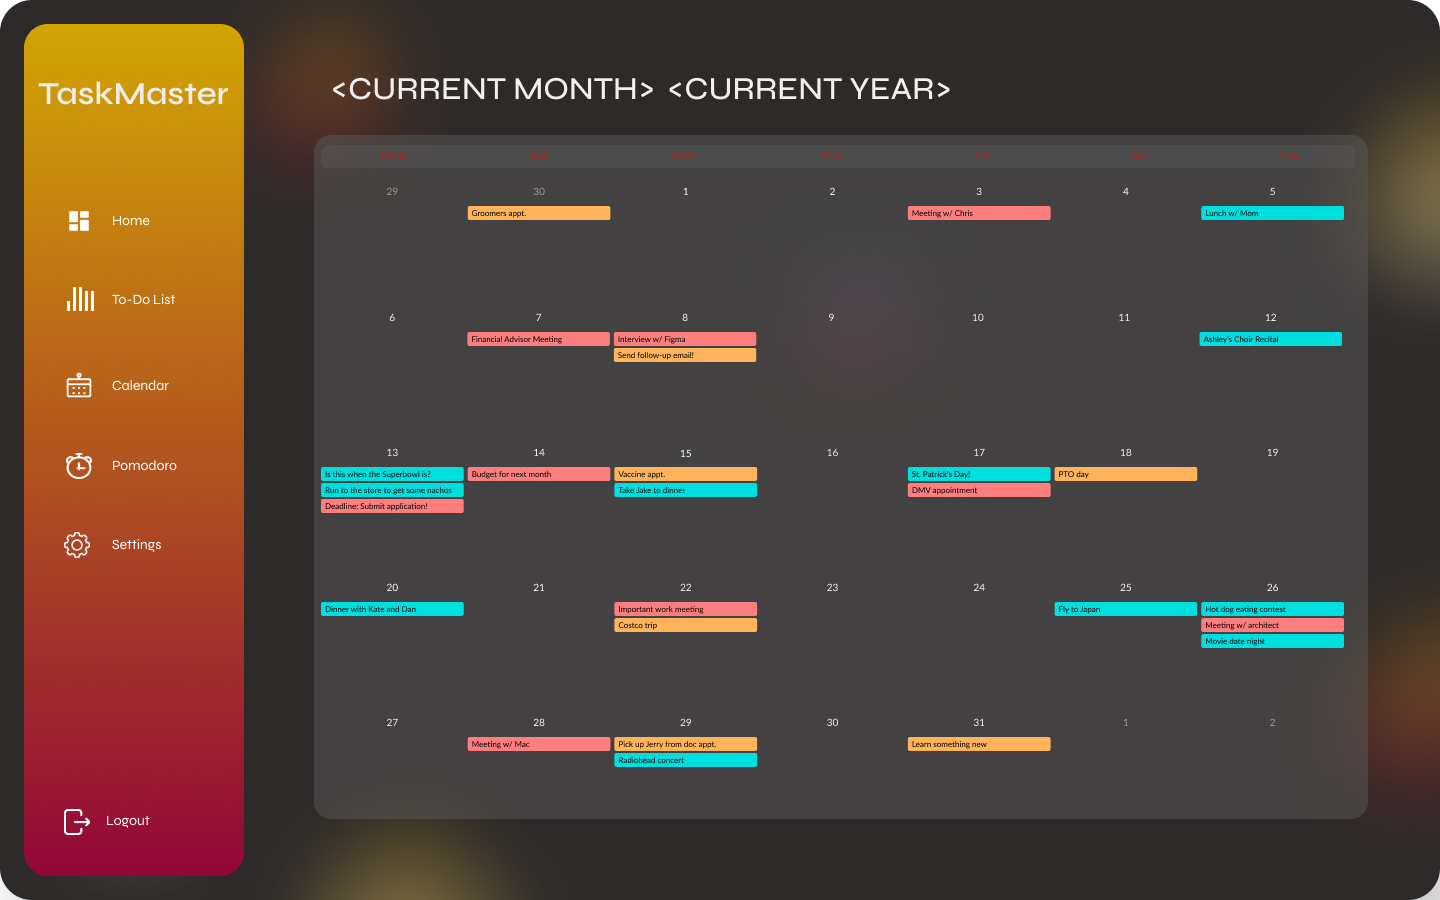 TaskMaster
Home
To-Do List
Calendar
Pomodoro
Settings
Logout
<CURRENT MONTH> <CURRENT YEAR>
Mon Tue Wed Thu Fri Sat Sun
29 30 1 2 3 4 5
Groomers appt. Meeting w/ Chris Lunch w/ Mom
6 7 8 9 10 11 12
Financial Advisor Meeting Interview w/ Figma Ashley's Choir Recital
Send follow-up email!
13 14 15 16 17 18 19
Is this when the Superbowl is? Budget for next month Vaccine appt. St. Patrick's Day! PTO day
Run to the store to get some nachos Take Jake to dinner DMV appointment
Deadline: Submit application!
20 21 22 23 24 25 26
Dinner with Kate and Dan Important work meeting Fly to Japan Hot dog eating contest
Costco trip Meeting w/ architect
Movie date night
27 28 29 30 31 1 2
Meeting w/ Mac Pick up Jerry from doc appt. Learn something new
Radiohead concert